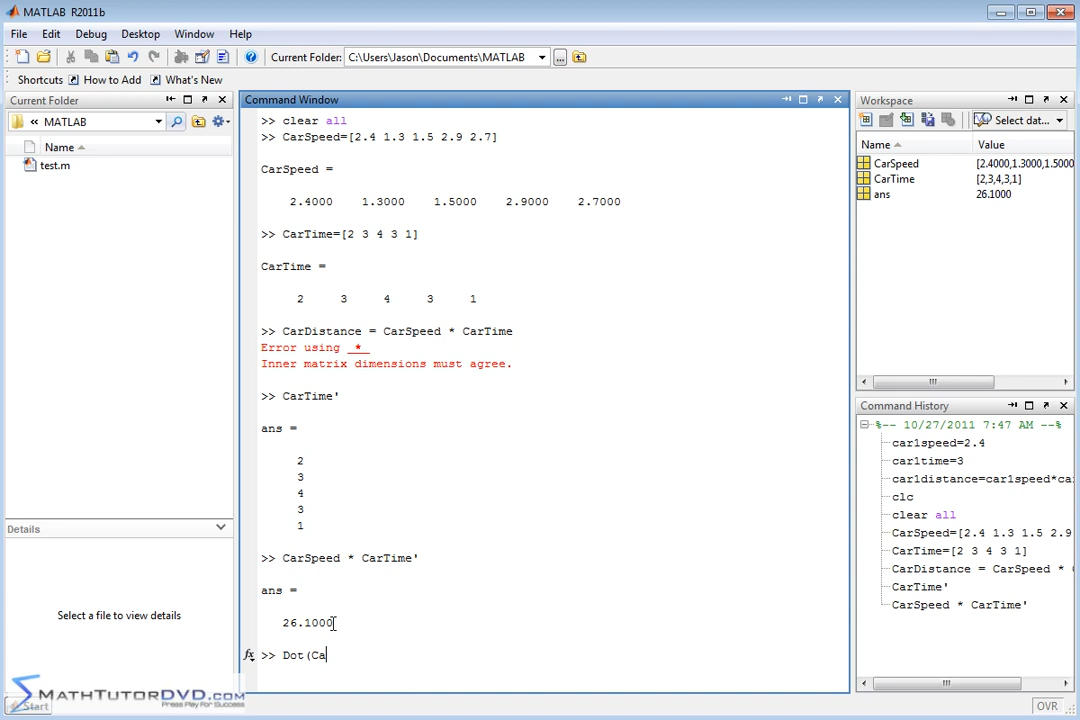 MATLAB R2011b
File Edit Debug Desktop Window Help
Current Folder: C:\Users\Jason\Documents\MATLAB
Shortcuts How to Add What's New
Current Folder
« MATLAB
Name
test.m
Details
Select a file to view details
Start
MATHTUTORDVD.COM
Press Play For Success
Command Window
>> clear all
>> CarSpeed=[2.4 1.3 1.5 2.9 2.7]
CarSpeed =
2.4000 1.3000 1.5000 2.9000 2.7000
>> CarTime=[2 3 4 3 1]
CarTime =
2 3 4 3 1
>> CarDistance = CarSpeed * CarTime
Error using *
Inner matrix dimensions must agree.
>> CarTime'
ans =
2
3
4
3
1
>> CarSpeed * CarTime'
ans =
26.1000
fx >> Dot(Ca
Workspace
Select dat...
Name Value
CarSpeed [2.4000,1.3000,1.5000
CarTime [2,3,4,3,1]
ans 26.1000
Command History
%-- 10/27/2011 7:47 AM --%
car1speed=2.4
car1time=3
car1distance=car1speed*ca
clc
clear all
CarSpeed=[2.4 1.3 1.5 2.9
CarTime=[2 3 4 3 1]
CarDistance = CarSpeed *
CarTime'
CarSpeed * CarTime'
OVR